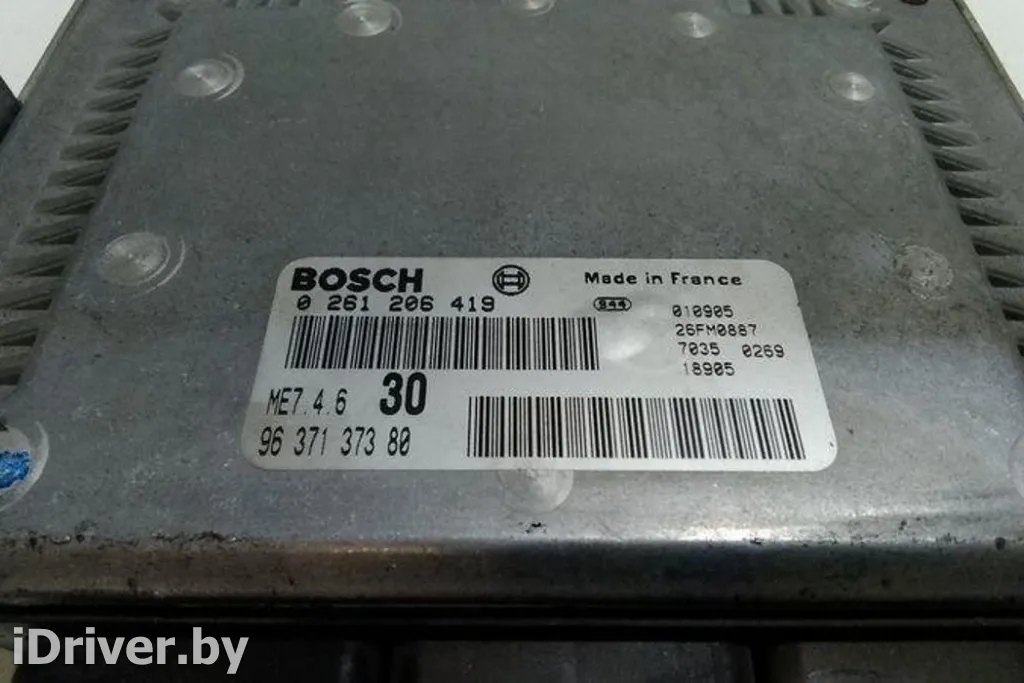 BOSCH Made in France
0 261 206 419 844 010905
26FM0887
7035 0269
18905
ME7.4.6 30
96 371 373 80
iDriver.by